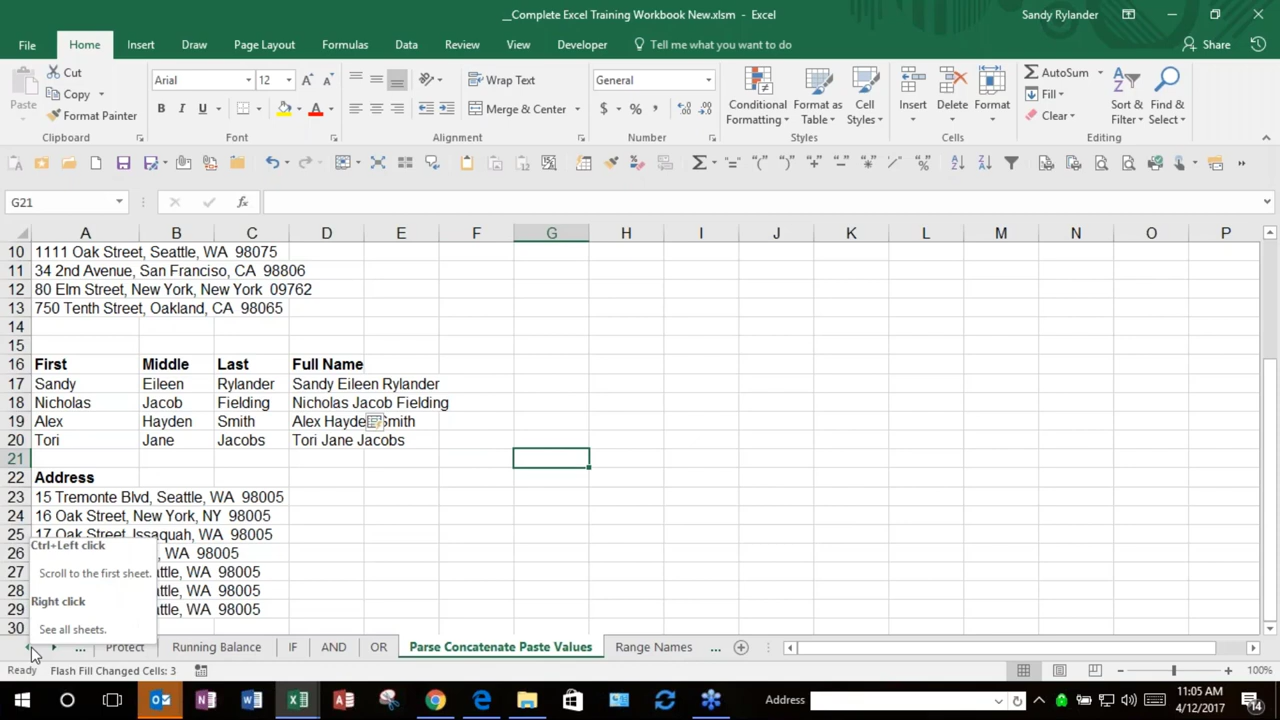 __Complete Excel Training Workbook New.xlsm - Excel
Sandy Rylander
File Home Insert Draw Page Layout Formulas Data Review View Developer Tell me what you want to do Share
Paste
Cut
Copy
Format Painter
Clipboard
Arial 12
B I U
Font
Wrap Text
Merge & Center
Alignment
General
$ % ,
Number
Conditional Formatting
Format as Table
Cell Styles
Styles
Insert Delete Format
Cells
AutoSum
Fill
Clear
Sort & Filter
Find & Select
Editing
G21
fx
A B C D E F G H I J K L M N O P
10 1111 Oak Street, Seattle, WA 98075
11 34 2nd Avenue, San Franciso, CA 98806
12 80 Elm Street, New York, New York 09762
13 750 Tenth Street, Oakland, CA 98065
14
15
16 First Middle Last Full Name
17 Sandy Eileen Rylander Sandy Eileen Rylander
18 Nicholas Jacob Fielding Nicholas Jacob Fielding
19 Alex Hayden Smith Alex Hayde Smith
20 Tori Jane Jacobs Tori Jane Jacobs
21
22 Address
23 15 Tremonte Blvd, Seattle, WA 98005
24 16 Oak Street, New York, NY 98005
25 17 Oak Street, Issaquah, WA 98005
26 , WA 98005
27 ttle, WA 98005
28 ttle, WA 98005
29 ttle, WA 98005
30
Ctrl+Left click
Scroll to the first sheet.
Right click
See all sheets.
... Protect Running Balance IF AND OR Parse Concatenate Paste Values Range Names ...
Ready Flash Fill Changed Cells: 3 100%
Address
11:05 AM
4/12/2017
14